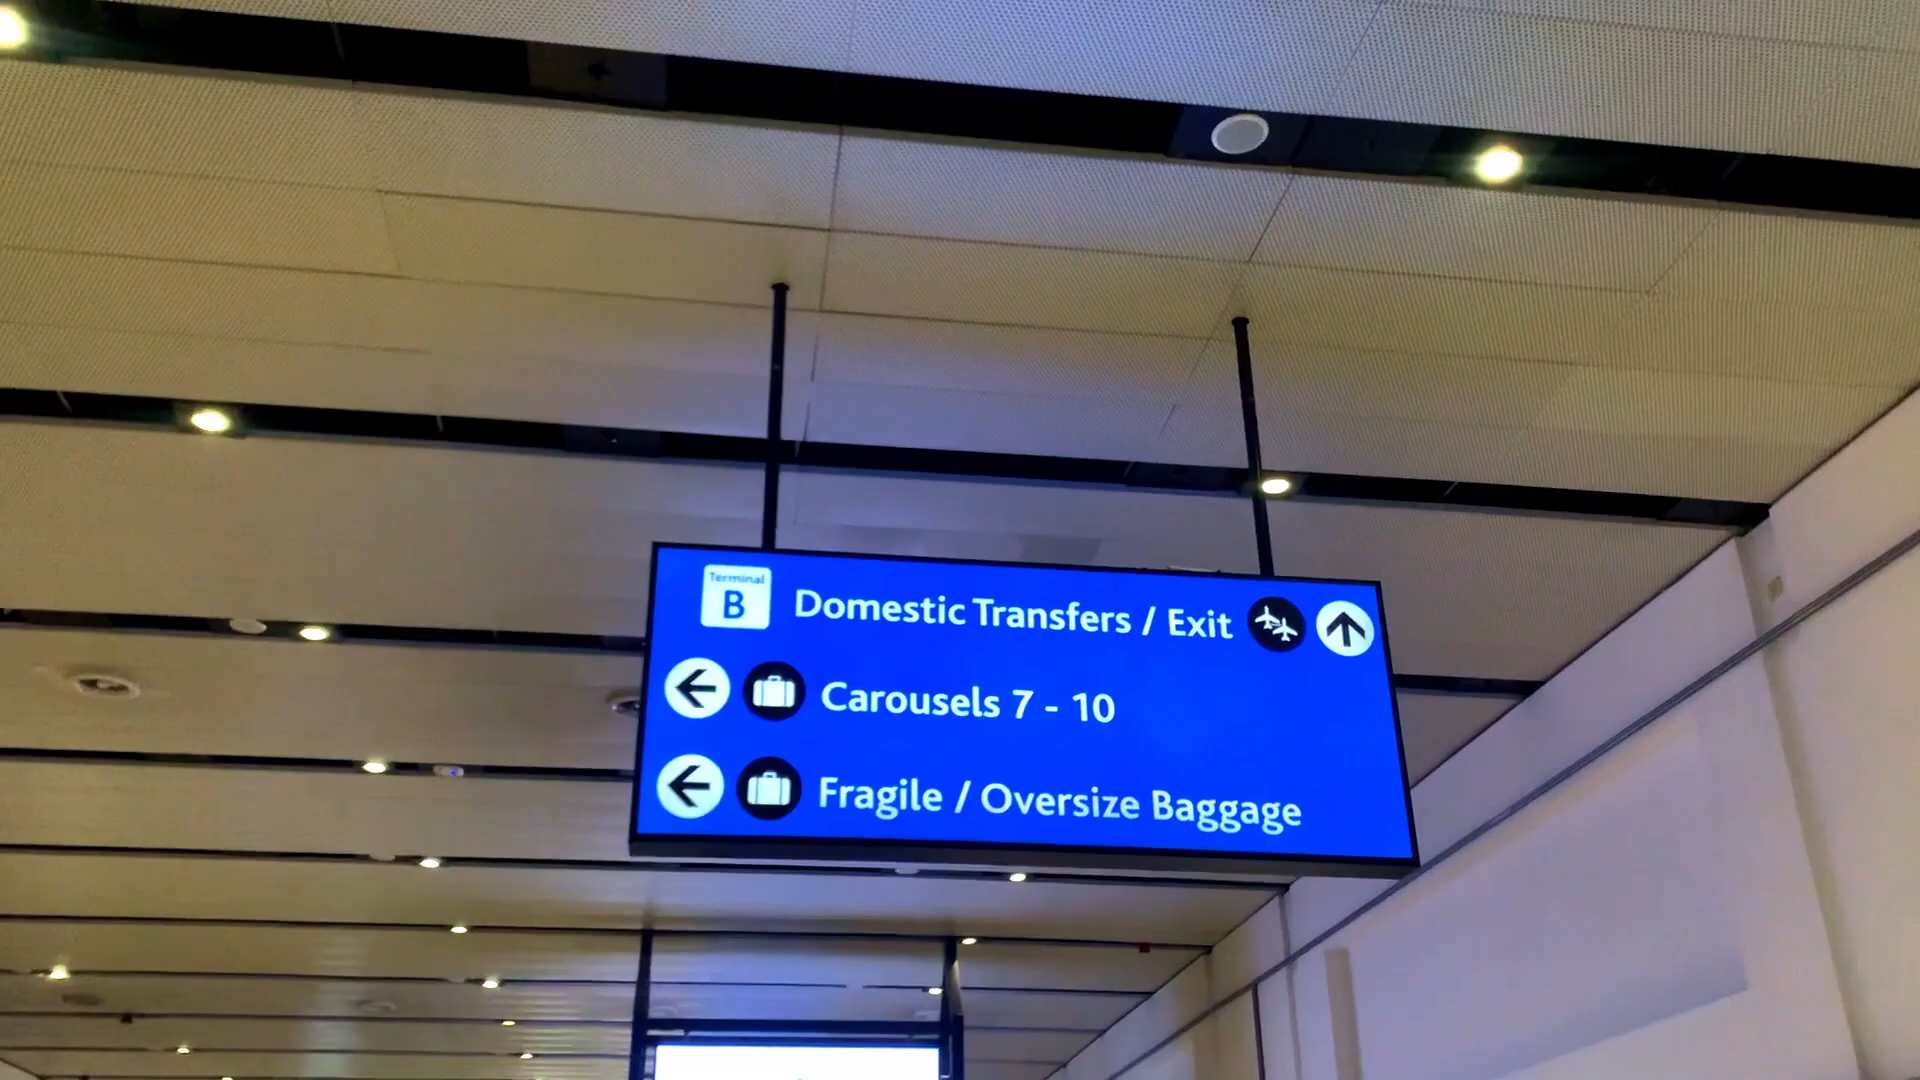 Terminal
B
Domestic Transfers / Exit
Carousels 7 - 10
Fragile / Oversize Baggage